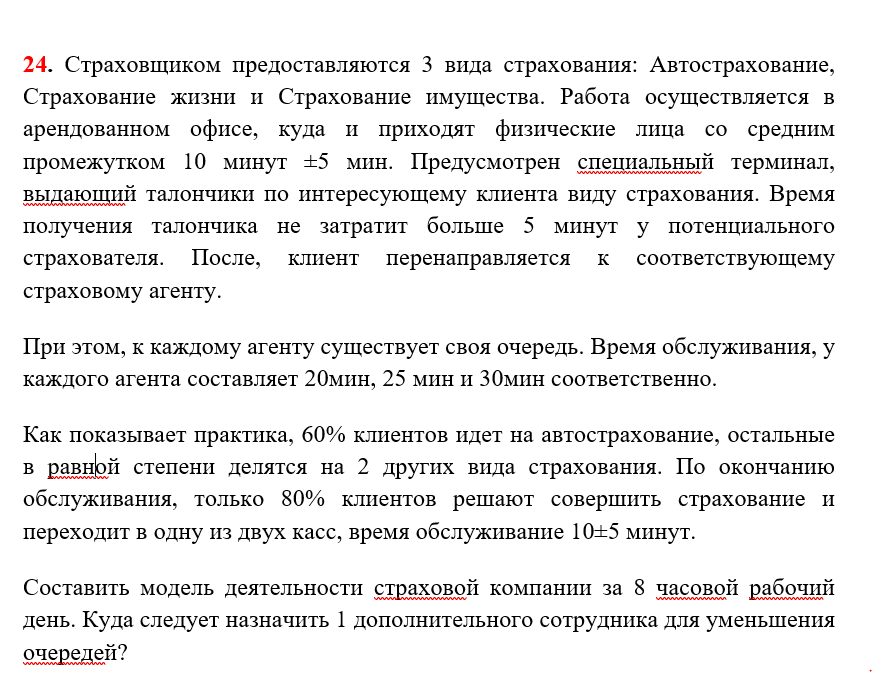 24. Страховщиком предоставляются 3 вида страхования: Автострахование,
Страхование жизни и Страхование имущества. Работа осуществляется в
арендованном офисе, куда и приходят физические лица со средним
промежутком 10 минут ±5 мин. Предусмотрен специальный терминал,
выдающий талончики по интересующему клиента виду страхования. Время
получения талончика не затратит больше 5 минут у потенциального
страхователя. После, клиент перенаправляется к соответствующему
страховому агенту.
При этом, к каждому агенту существует своя очередь. Время обслуживания, у
каждого агента составляет 20мин, 25 мин и 30мин соответственно.
Как показывает практика, 60% клиентов идет на автострахование, остальные
в равной степени делятся на 2 других вида страхования. По окончанию
обслуживания, только 80% клиентов решают совершить страхование и
переходит в одну из двух касс, время обслуживание 10±5 минут.
Составить модель деятельности страховой компании за 8 часовой рабочий
день. Куда следует назначить 1 дополнительного сотрудника для уменьшения
очередей?